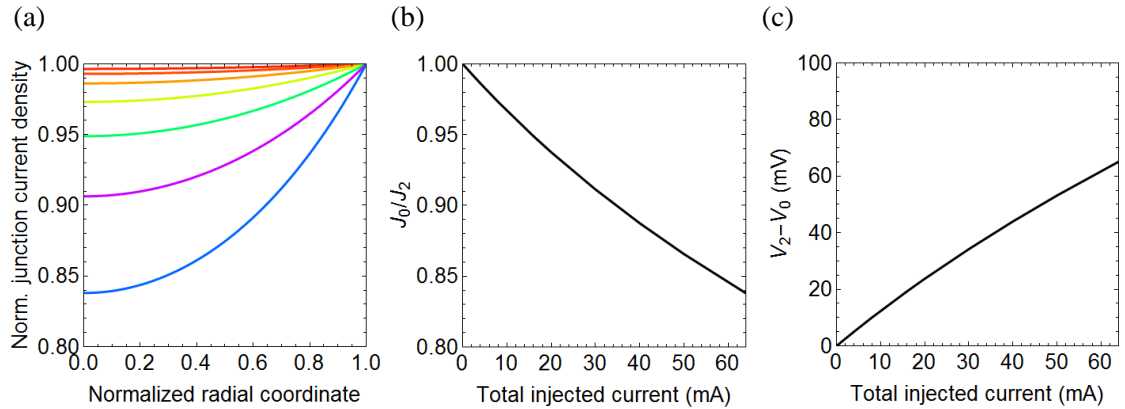 (a)
Norm. junction current density
1.00
0.95
0.90
0.85
0.80
0.0 0.2 0.4 0.6 0.8 1.0
Normalized radial coordinate
(b)
J0/J2
1.00
0.95
0.90
0.85
0.80
0 10 20 30 40 50 60
Total injected current (mA)
(c)
V2−V0 (mV)
100
80
60
40
20
0
0 10 20 30 40 50 60
Total injected current (mA)